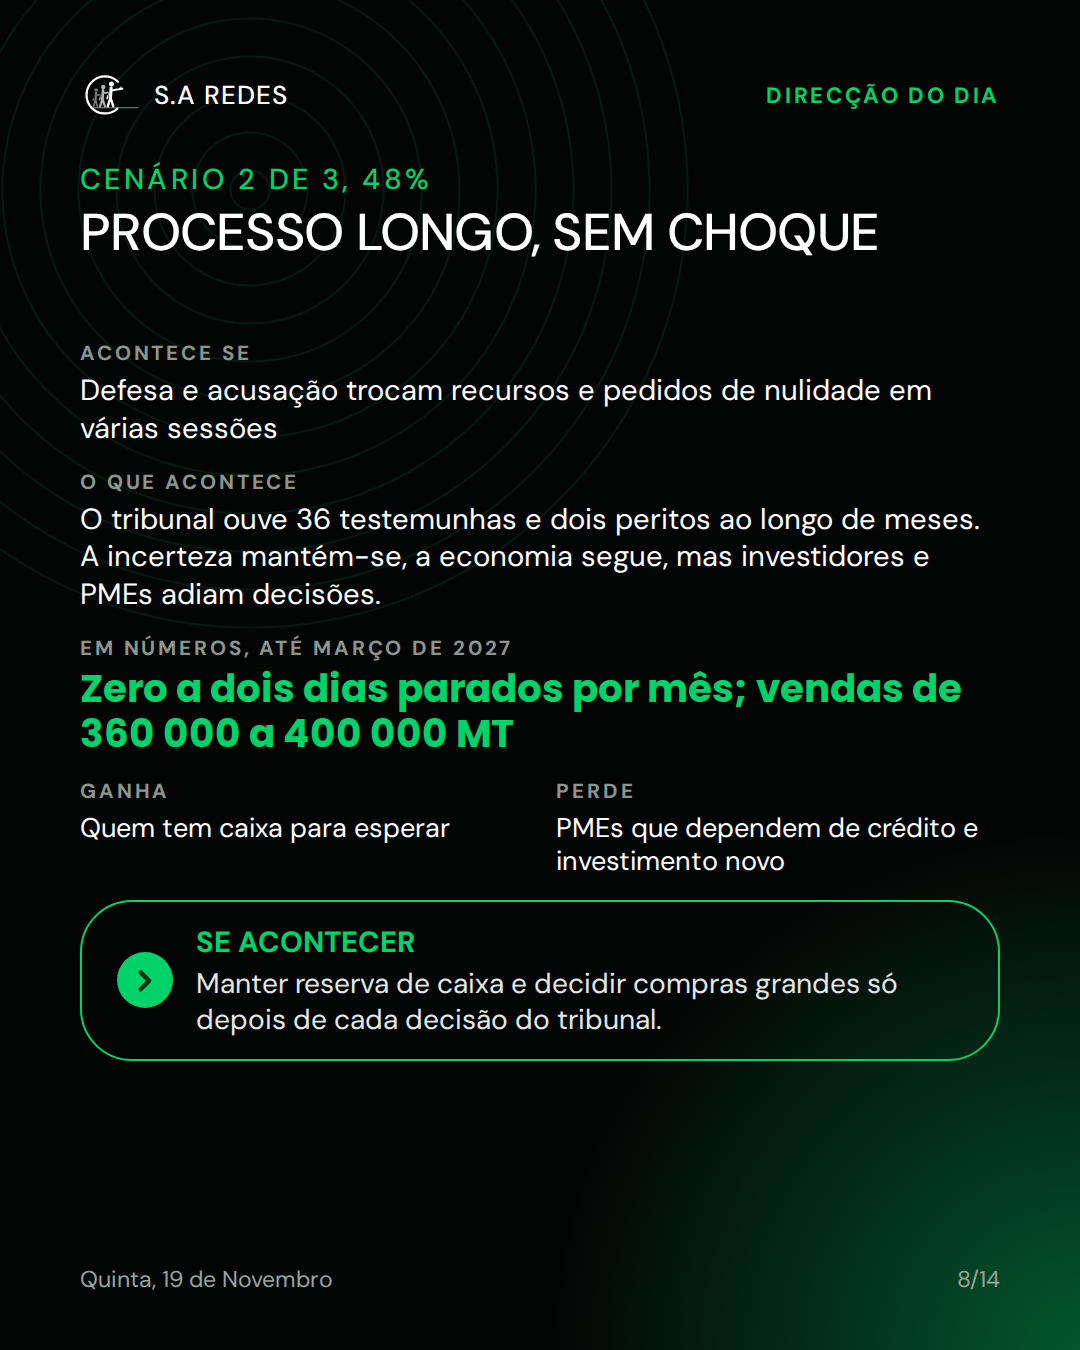 S.A REDES
DIRECÇÃO DO DIA
CENÁRIO 2 DE 3, 48%
PROCESSO LONGO, SEM CHOQUE
ACONTECE SE
Defesa e acusação trocam recursos e pedidos de nulidade em
várias sessões
O QUE ACONTECE
O tribunal ouve 36 testemunhas e dois peritos ao longo de meses.
A incerteza mantém-se, a economia segue, mas investidores e
PMEs adiam decisões.
EM NÚMEROS, ATÉ MARÇO DE 2027
Zero a dois dias parados por mês; vendas de
360 000 a 400 000 MT
GANHA
Quem tem caixa para esperar
PERDE
PMEs que dependem de crédito e
investimento novo
SE ACONTECER
Manter reserva de caixa e decidir compras grandes só
depois de cada decisão do tribunal.
Quinta, 19 de Novembro
8/14